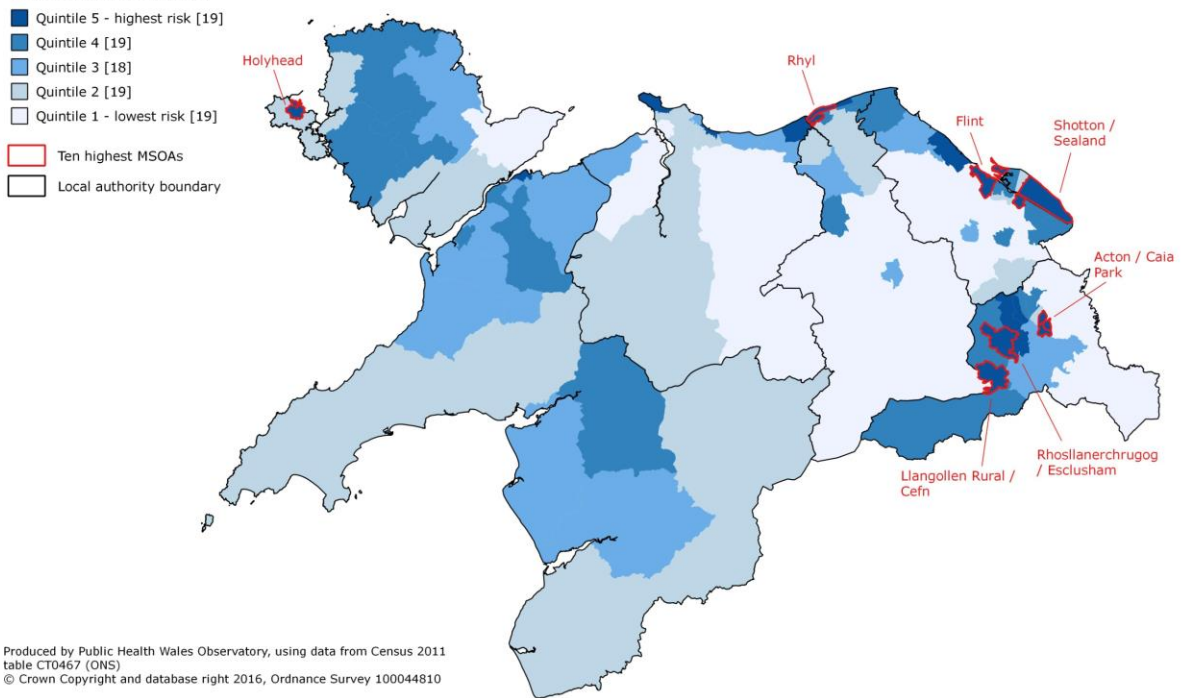 Quintile 5 - highest risk [19]
Quintile 4 [19]
Quintile 3 [18]
Quintile 2 [19]
Quintile 1 - lowest risk [19]
Ten highest MSOAs
Local authority boundary
Holyhead
Rhyl
Flint
Shotton /
Sealand
Acton / Caia
Park
Rhosllanerchrugog
/ Esclusham
Llangollen Rural /
Cefn
Produced by Public Health Wales Observatory, using data from Census 2011
table CT0467 (ONS)
© Crown Copyright and database right 2016, Ordnance Survey 100044810